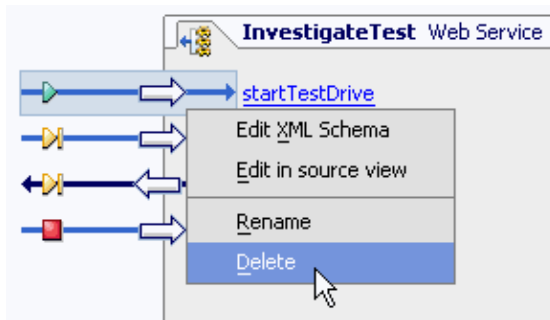 InvestigateTest Web Service
startTestDrive
Edit XML Schema
Edit in source view
Rename
Delete